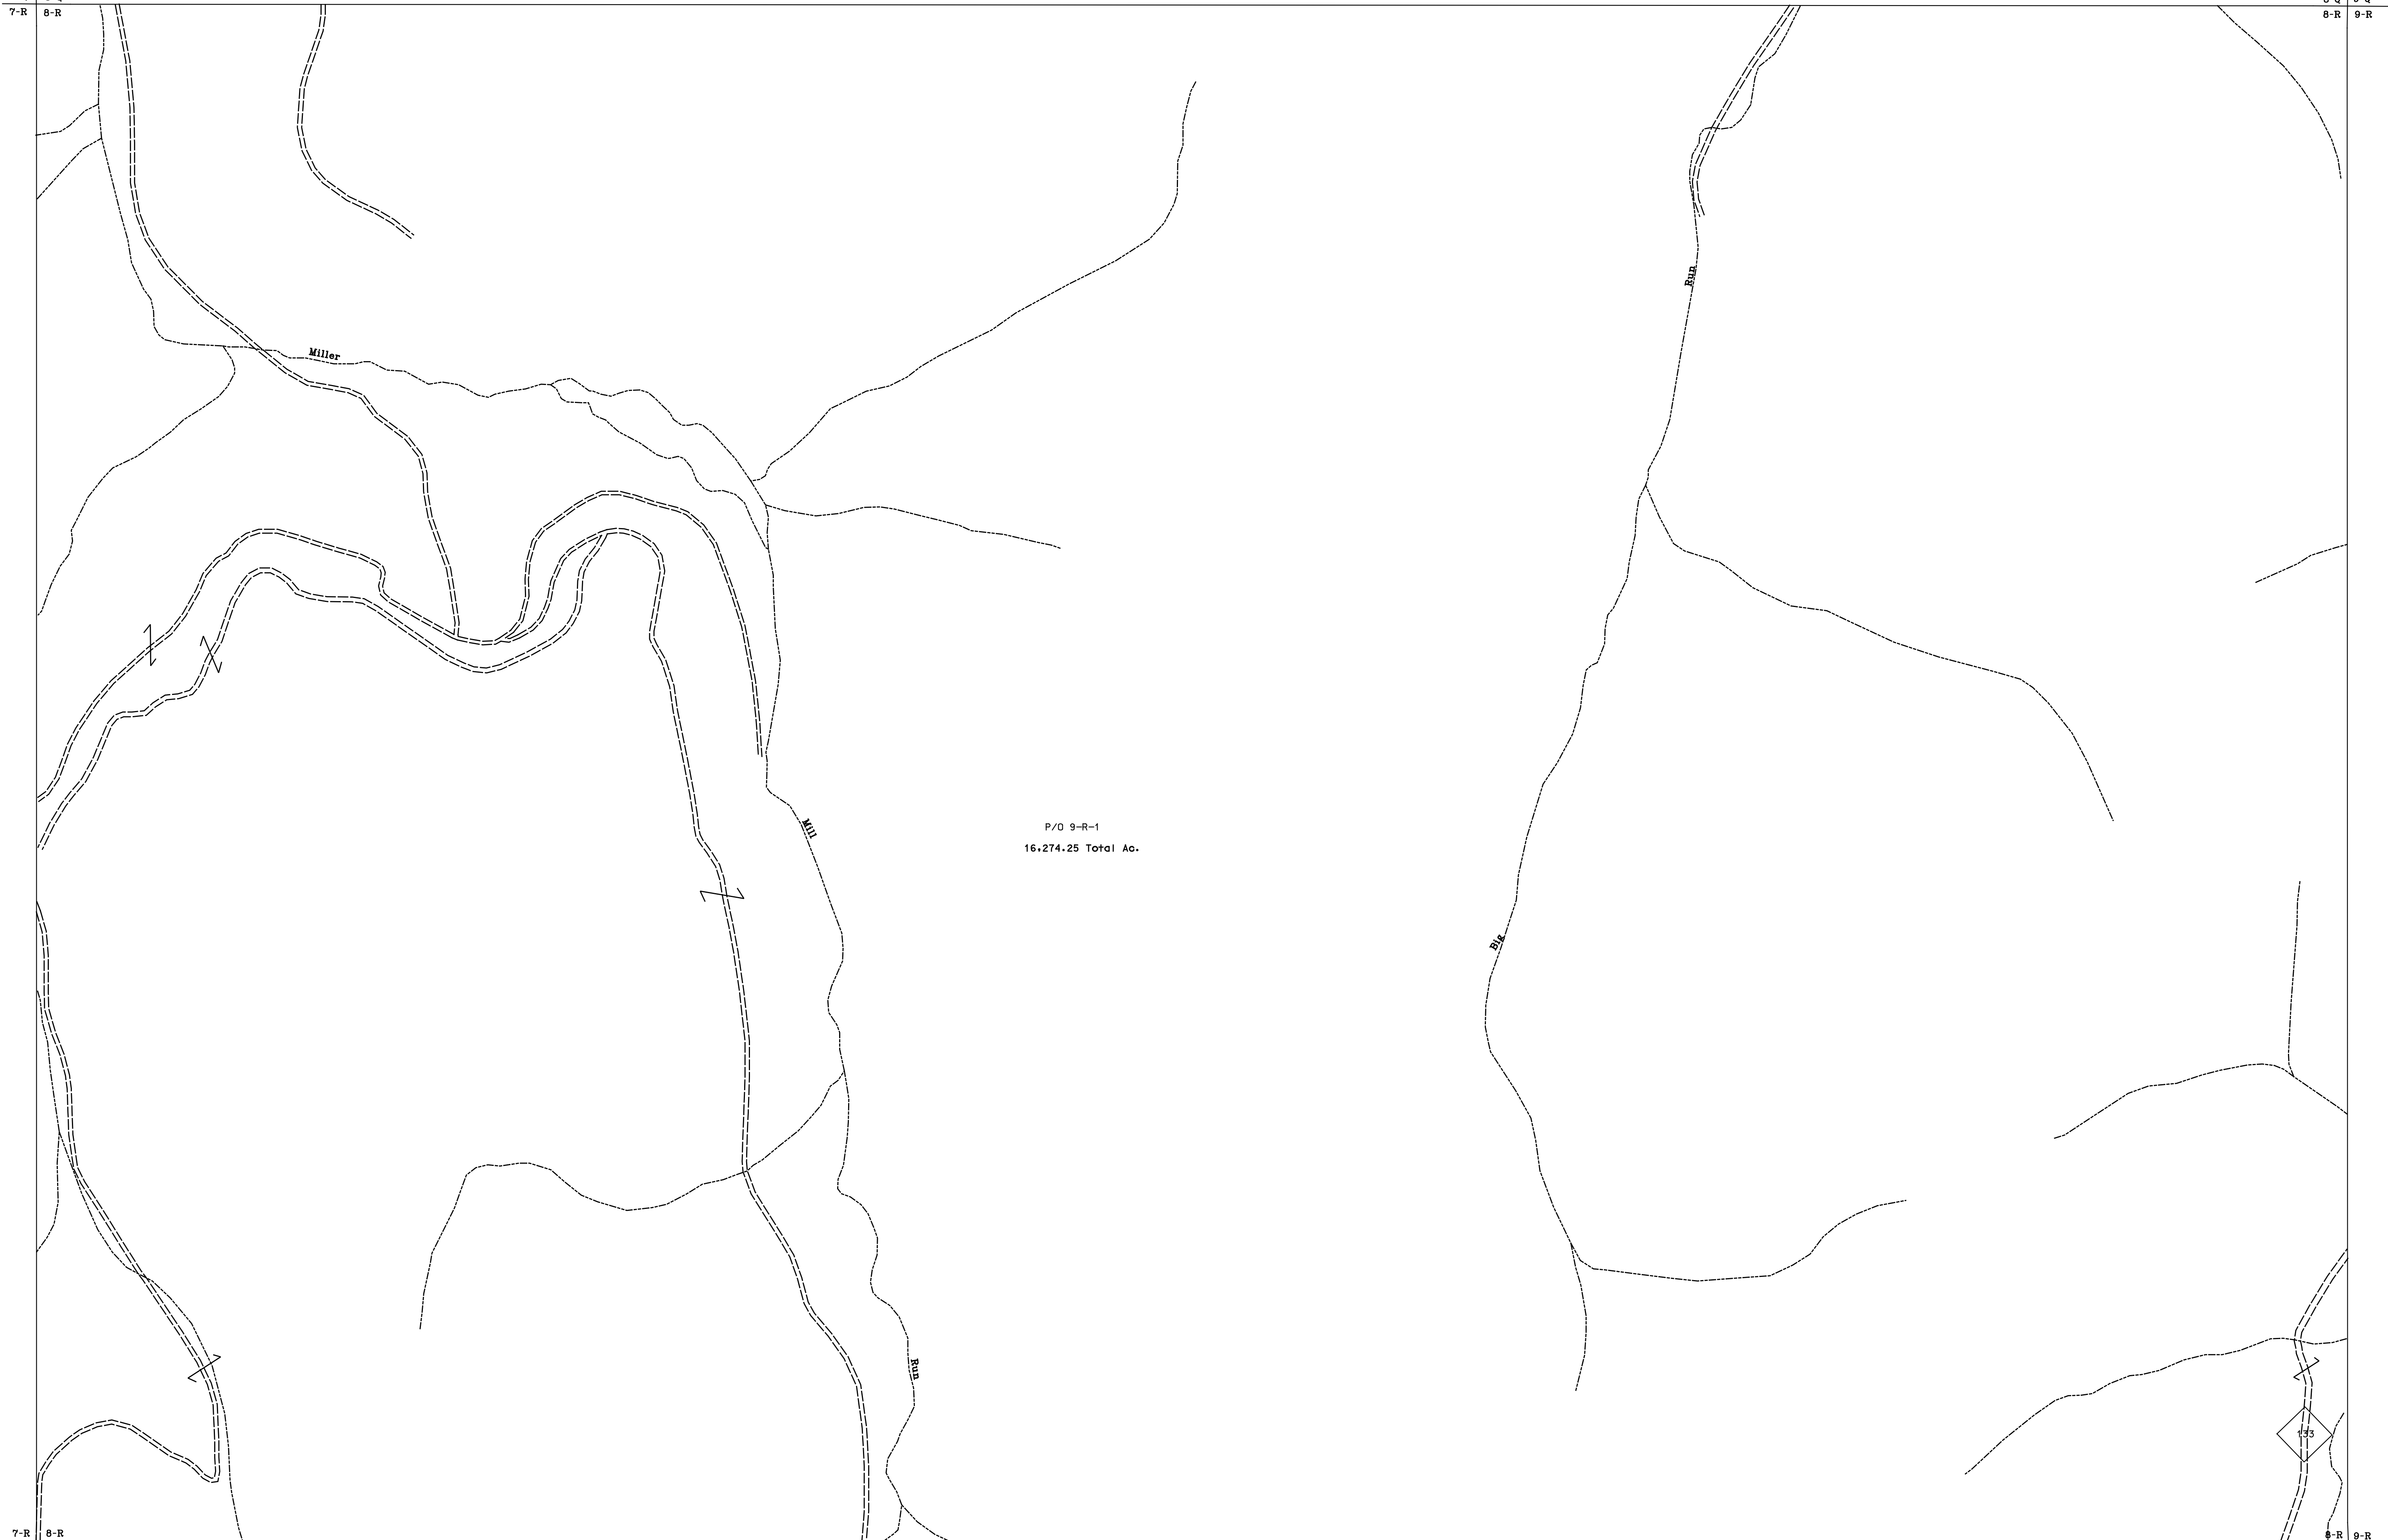 7-R 8-R
8-R 9-R
Run
Miller
P/O 9-R-1
16,274.25 Total Ac.
Mill
Big
Run
133
7-R 8-R
8-R 9-R